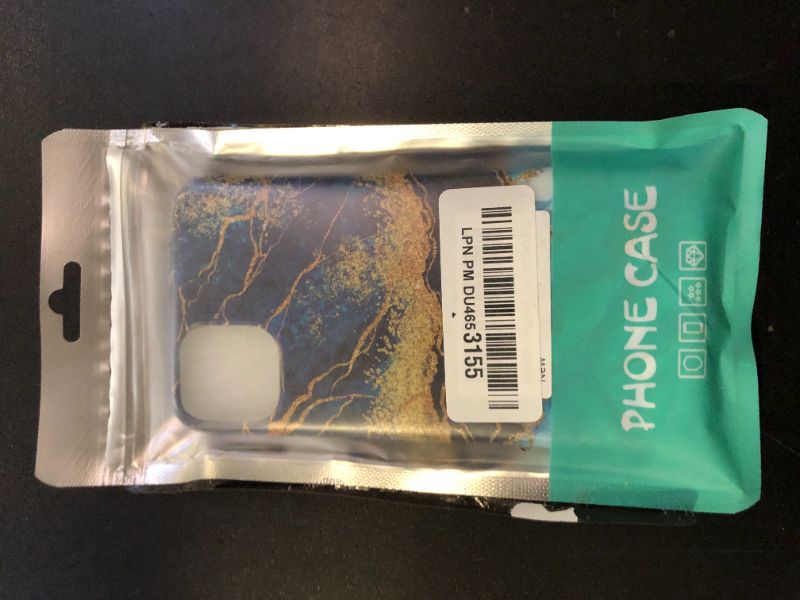 PHONE CASE
LPN PM DU4653155